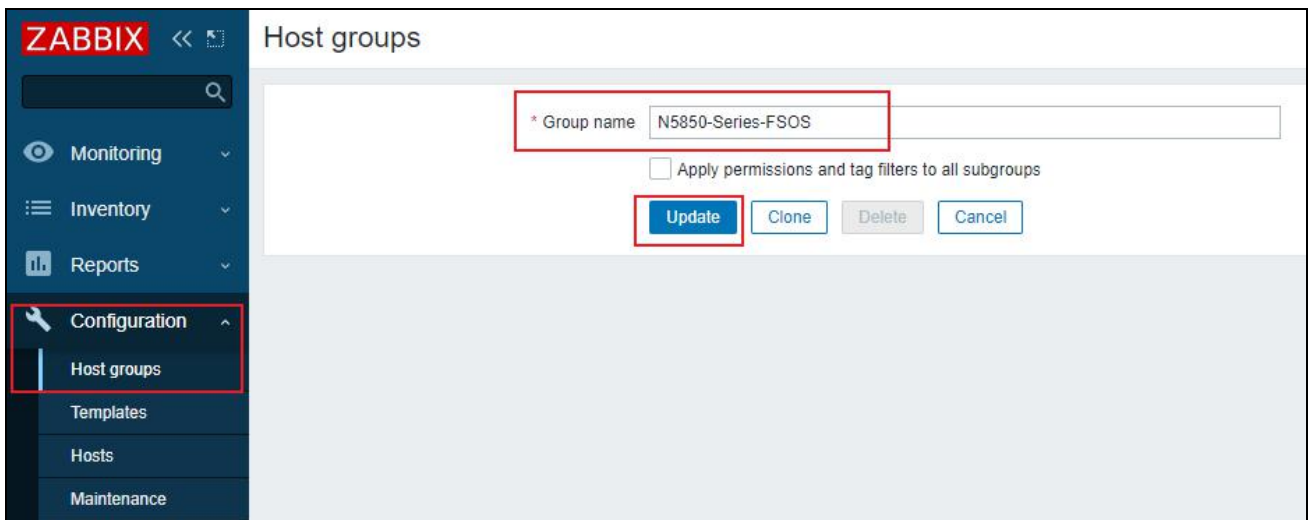 ZABBIX
Host groups
* Group name N5850-Series-FSOS
Apply permissions and tag filters to all subgroups
Update Clone Delete Cancel
Monitoring
Inventory
Reports
Configuration
Host groups
Templates
Hosts
Maintenance